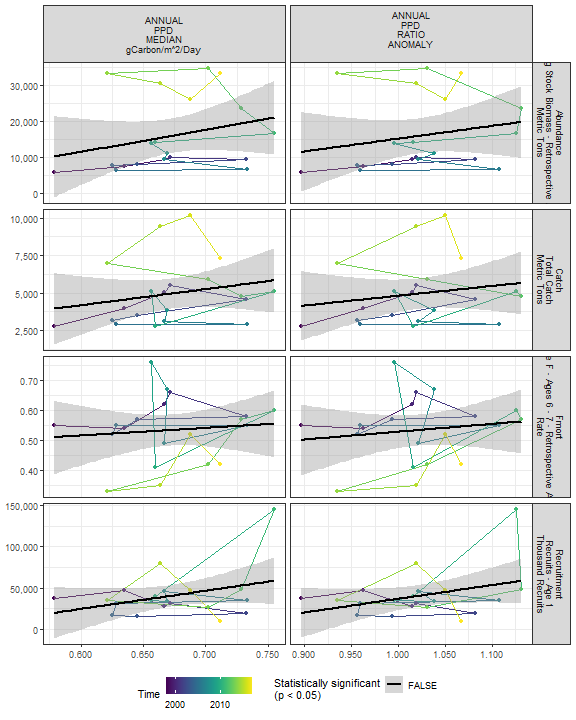 ANNUAL
PPD
MEDIAN
gCarbon/m^2/Day
ANNUAL
PPD
RATIO
ANOMALY
30,000
20,000
10,000
0
Abundance
g Stock Biomass - Retrospective
Metric Tons
10,000
7,500
5,000
2,500
Catch
Total Catch
Metric Tons
0.70
0.60
0.50
0.40
Fmort
e F - Ages 6 - 7 - Retrospective A
Rate
150,000
100,000
50,000
0
Recruitment
Recruits - Age 1
Thousand Recruits
0.600
0.650
0.700
0.750
0.900
0.950
1.000
1.050
1.100
Time
2000
2010
Statistically significant
(p < 0.05)
FALSE